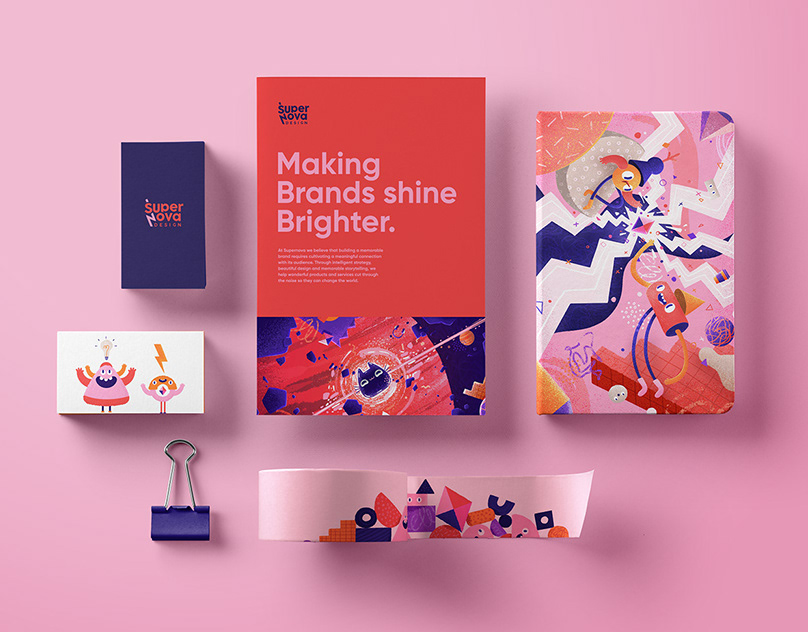 Super
Nova
DESIGN
Super
Nova
DESIGN
Making
Brands shine
Brighter.
At Supernova we believe that building a memorable
brand requires cultivating a meaningful connection
with its audience. Through intelligent strategy,
beautiful design and memorable storytelling, we
help wonderful products and services cut through
the noise so they can change the world.